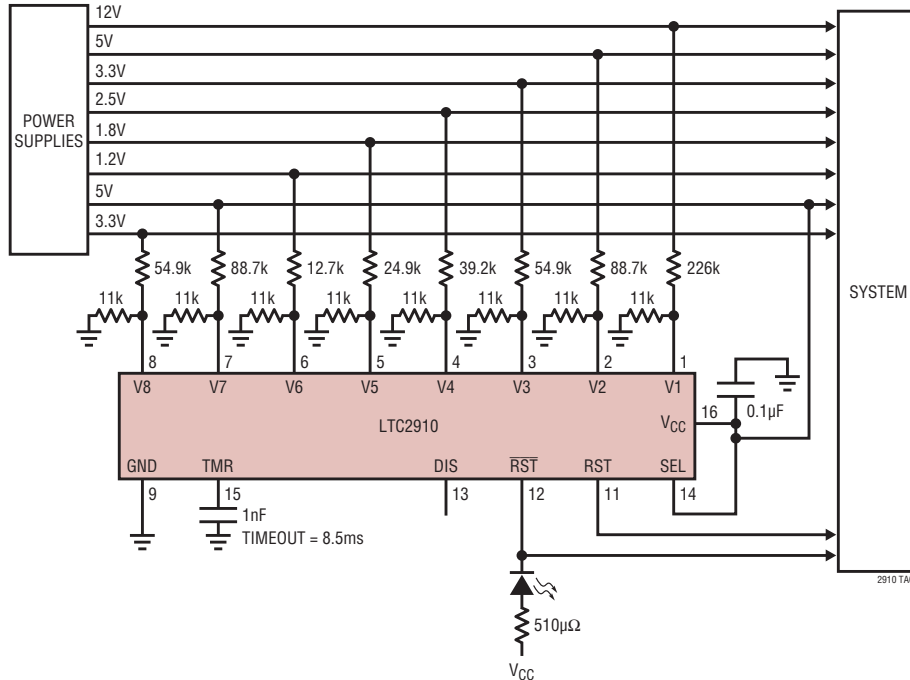 12V
5V
3.3V
2.5V
1.8V
1.2V
5V
3.3V
POWER
SUPPLIES
SYSTEM
54.9k
88.7k
12.7k
24.9k
39.2k
54.9k
88.7k
226k
11k
11k
11k
11k
11k
11k
11k
11k
8
7
6
5
4
3
2
1
V8
V7
V6
V5
V4
V3
V2
V1
16
VCC
0.1µF
LTC2910
GND
TMR
DIS
RST
RST
SEL
9
15
13
12
11
14
1nF
TIMEOUT = 8.5ms
510µΩ
VCC
2910